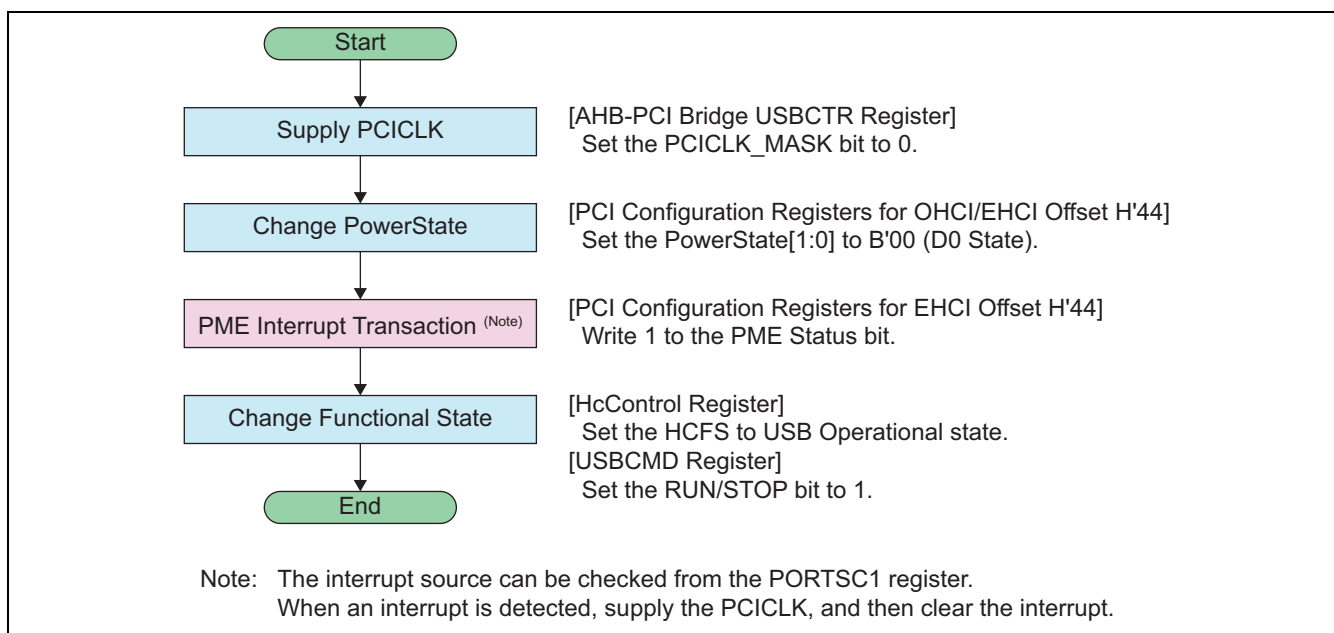 Start
Supply PCICLK
[AHB-PCI Bridge USBCTR Register]
Set the PCICLK_MASK bit to 0.
Change PowerState
[PCI Configuration Registers for OHCI/EHCI Offset H'44]
Set the PowerState[1:0] to B'00 (D0 State).
PME Interrupt Transaction (Note)
[PCI Configuration Registers for EHCI Offset H'44]
Write 1 to the PME Status bit.
Change Functional State
[HcControl Register]
Set the HCFS to USB Operational state.
[USBCMD Register]
Set the RUN/STOP bit to 1.
End
Note: The interrupt source can be checked from the PORTSC1 register.
When an interrupt is detected, supply the PCICLK, and then clear the interrupt.